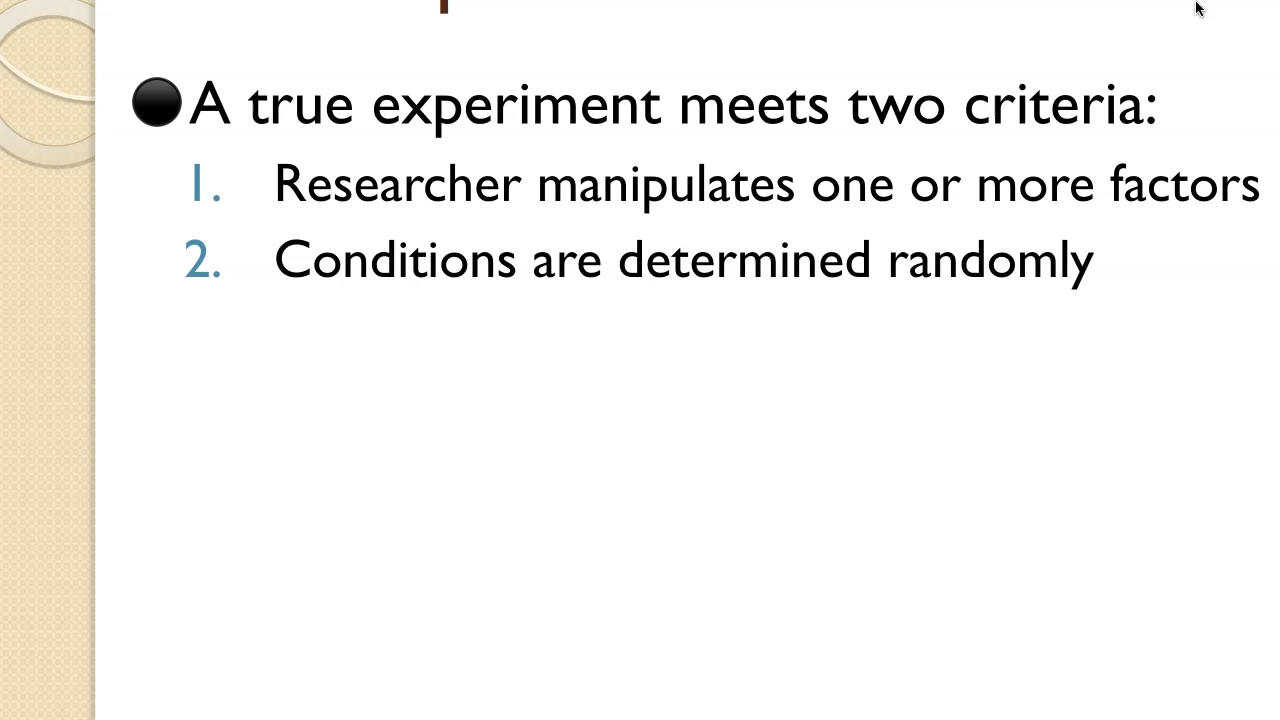 A true experiment meets two criteria:
1. Researcher manipulates one or more factors
2. Conditions are determined randomly